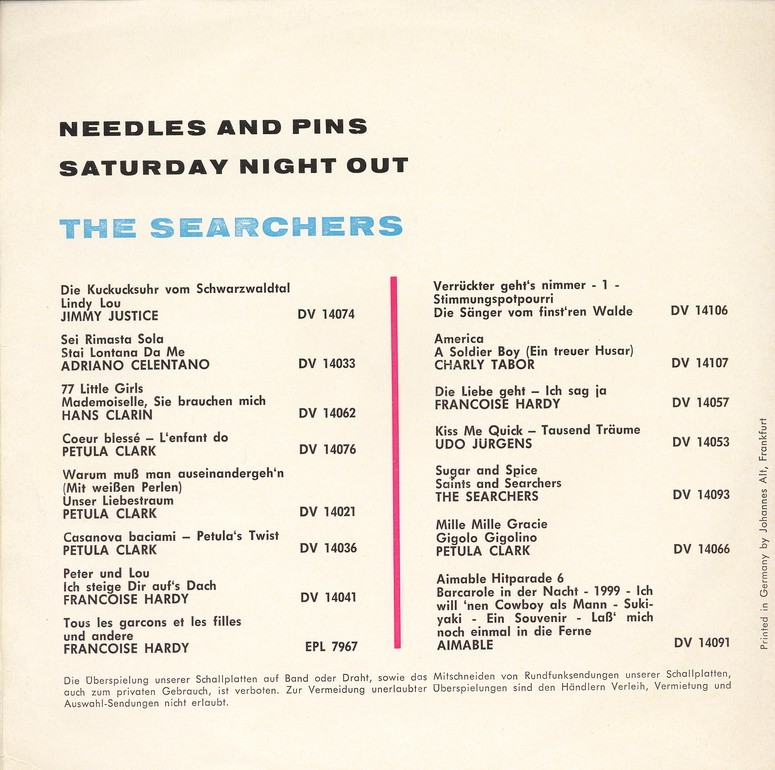 NEEDLES AND PINS
SATURDAY NIGHT OUT
THE SEARCHERS
Die Kuckucksuhr vom Schwarzwaldtal
Lindy Lou
JIMMY JUSTICE DV 14074
Sei Rimasta Sola
Stai Lontana Da Me
ADRIANO CELENTANO DV 14033
77 Little Girls
Mademoiselle, Sie brauchen mich
HANS CLARIN DV 14062
Coeur blessé – L'enfant do
PETULA CLARK DV 14076
Warum muß man auseinandergeh'n
(Mit weißen Perlen)
Unser Liebestraum
PETULA CLARK DV 14021
Casanova baciami – Petula's Twist
PETULA CLARK DV 14036
Peter und Lou
Ich steige Dir auf's Dach
FRANCOISE HARDY DV 14041
Tous les garcons et les filles
und andere
FRANCOISE HARDY EPL 7967
Verrückter geht's nimmer - 1 -
Stimmungspotpourri
Die Sänger vom finst'ren Walde DV 14106
America
A Soldier Boy (Ein treuer Husar)
CHARLY TABOR DV 14107
Die Liebe geht – Ich sag ja
FRANCOISE HARDY DV 14057
Kiss Me Quick – Tausend Träume
UDO JÜRGENS DV 14053
Sugar and Spice
Saints and Searchers
THE SEARCHERS DV 14093
Mille Mille Gracie
Gigolo Gigolino
PETULA CLARK DV 14066
Aimable Hitparade 6
Barcarole in der Nacht - 1999 - Ich
will 'nen Cowboy als Mann - Suki-
yaki - Ein Souvenir - Laß' mich
noch einmal in die Ferne
AIMABLE DV 14091
Die Überspielung unserer Schallplatten auf Band oder Draht, sowie das Mitschneiden von Rundfunksendungen unserer Schallplatten,
auch zum privaten Gebrauch, ist verboten. Zur Vermeidung unerlaubter Überspielungen sind den Händlern Verleih, Vermietung und
Auswahl-Sendungen nicht erlaubt.
Printed in Germany by Johannes Alt, Frankfurt